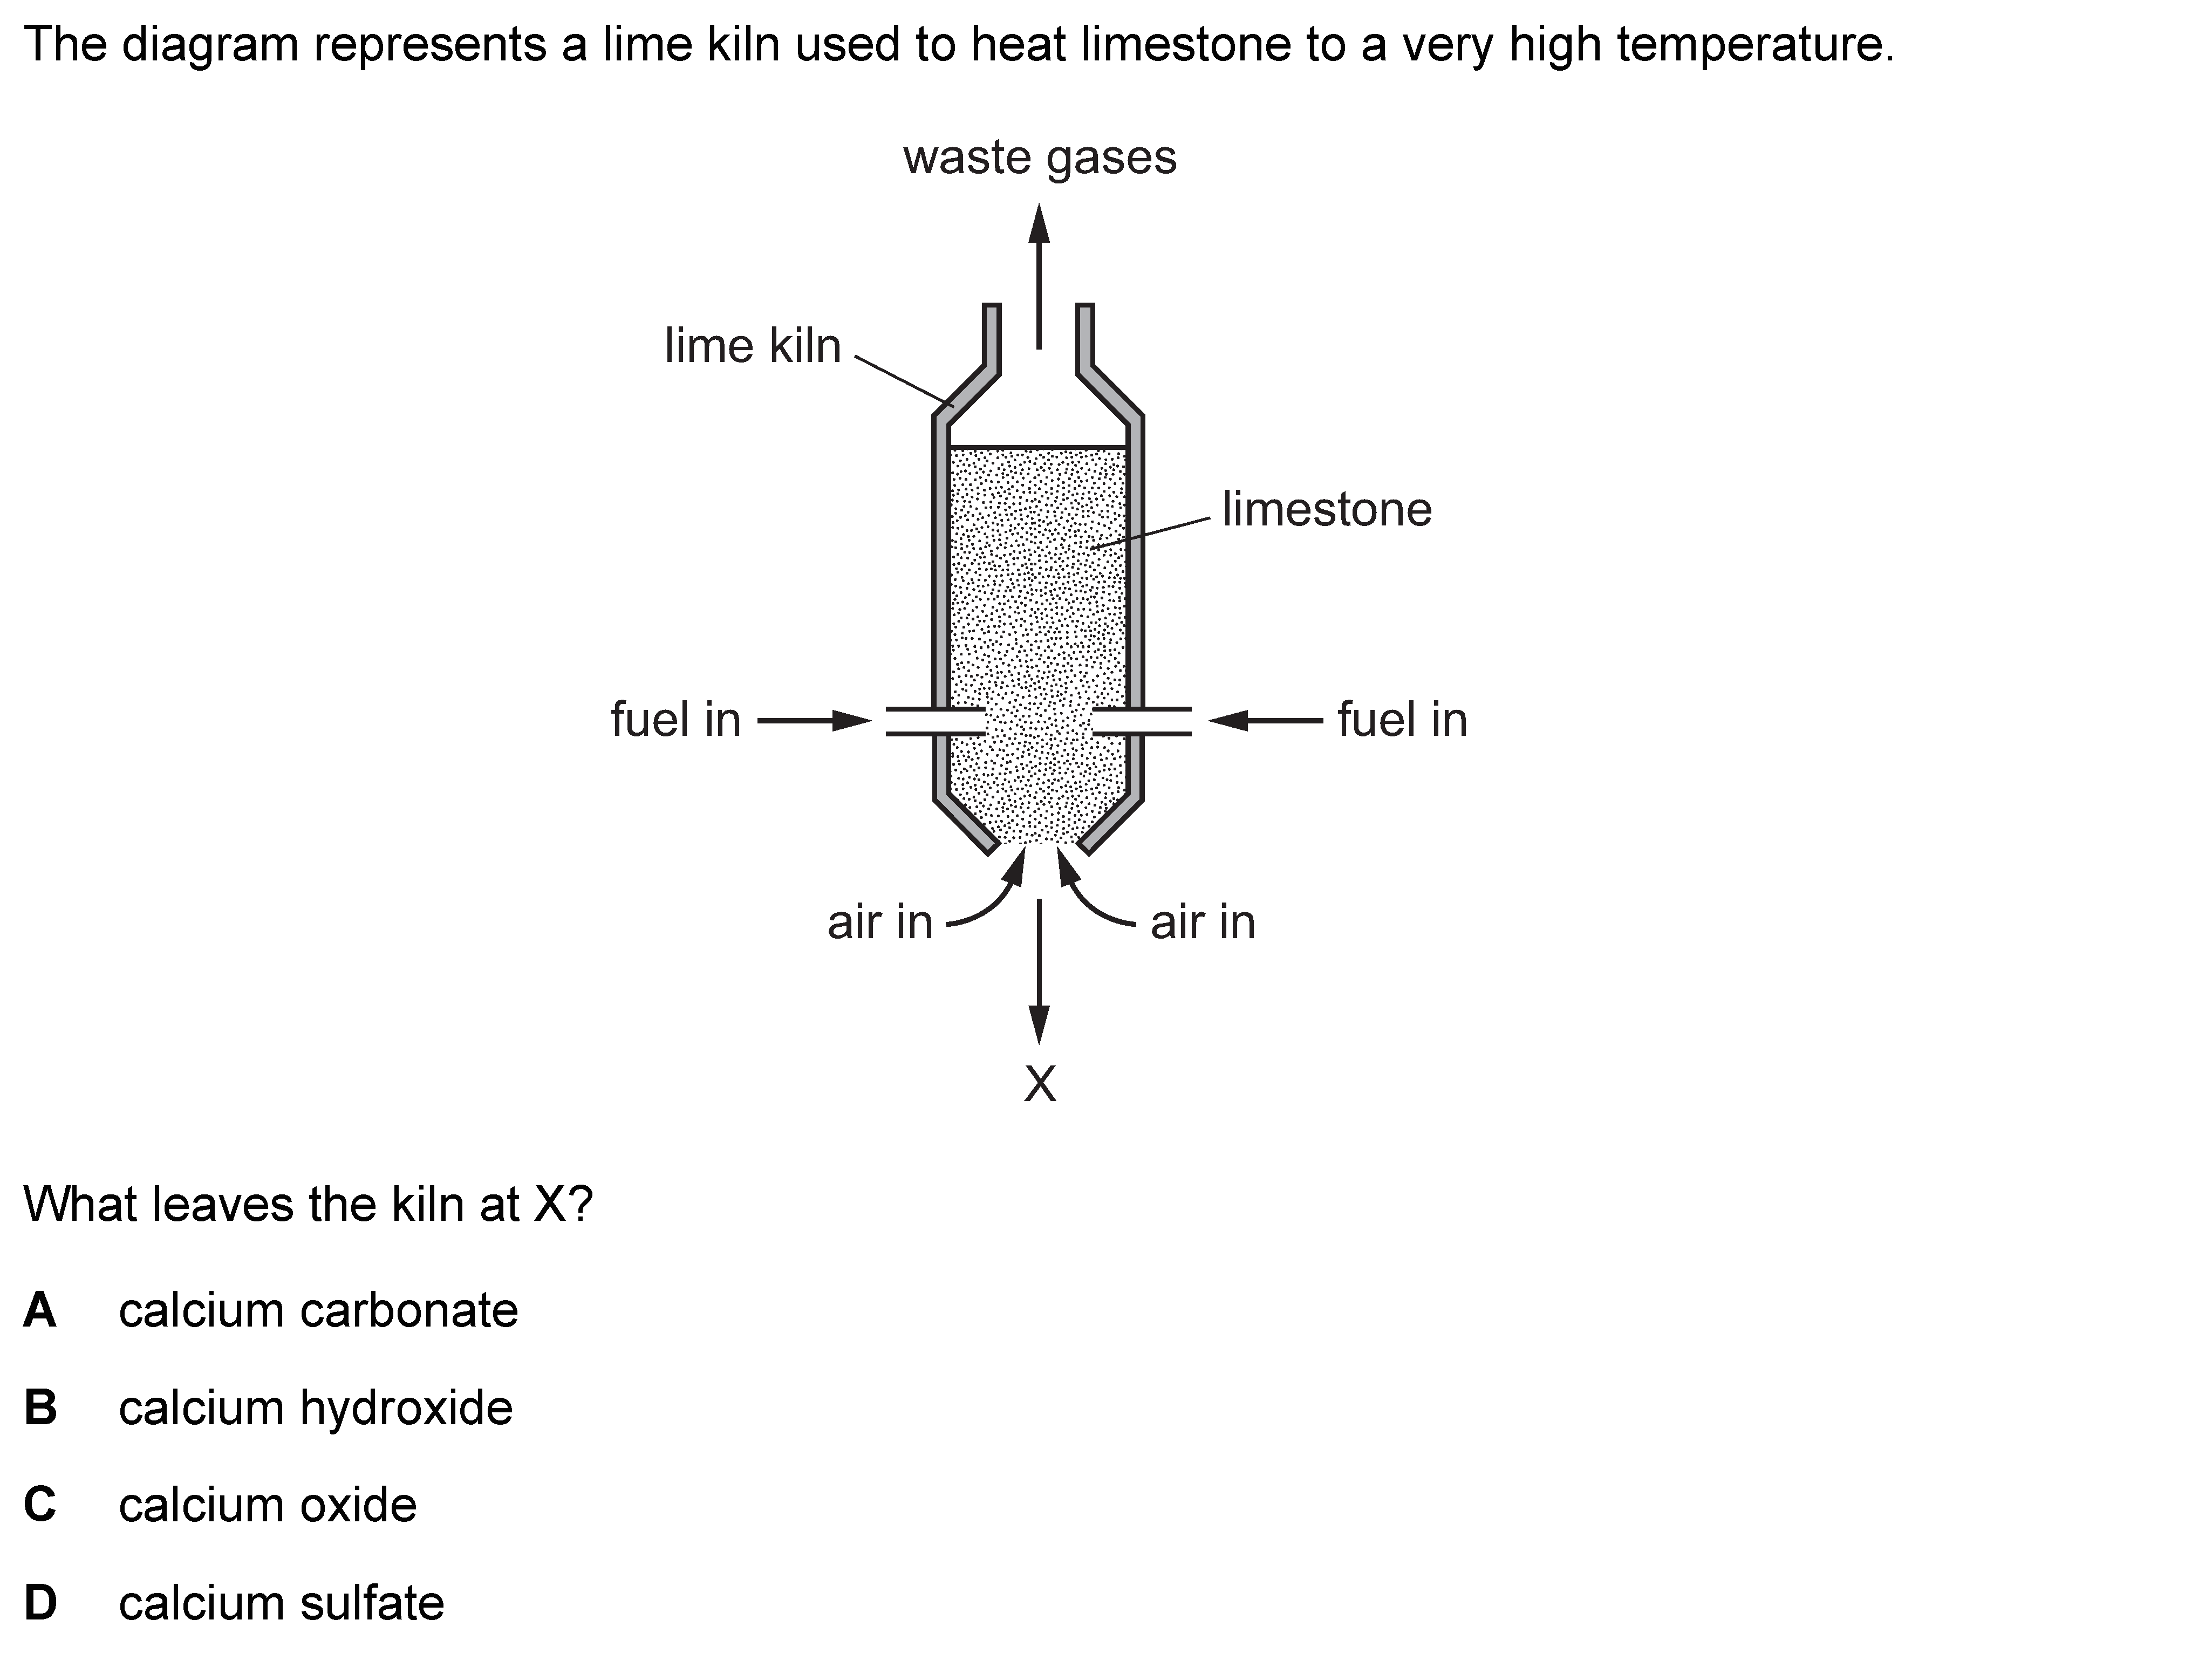 The diagram represents a lime kiln used to heat limestone to a very high temperature.
waste gases
lime kiln
limestone
fuel in
fuel in
air in
air in
X
What leaves the kiln at X?
A calcium carbonate
B calcium hydroxide
C calcium oxide
D calcium sulfate